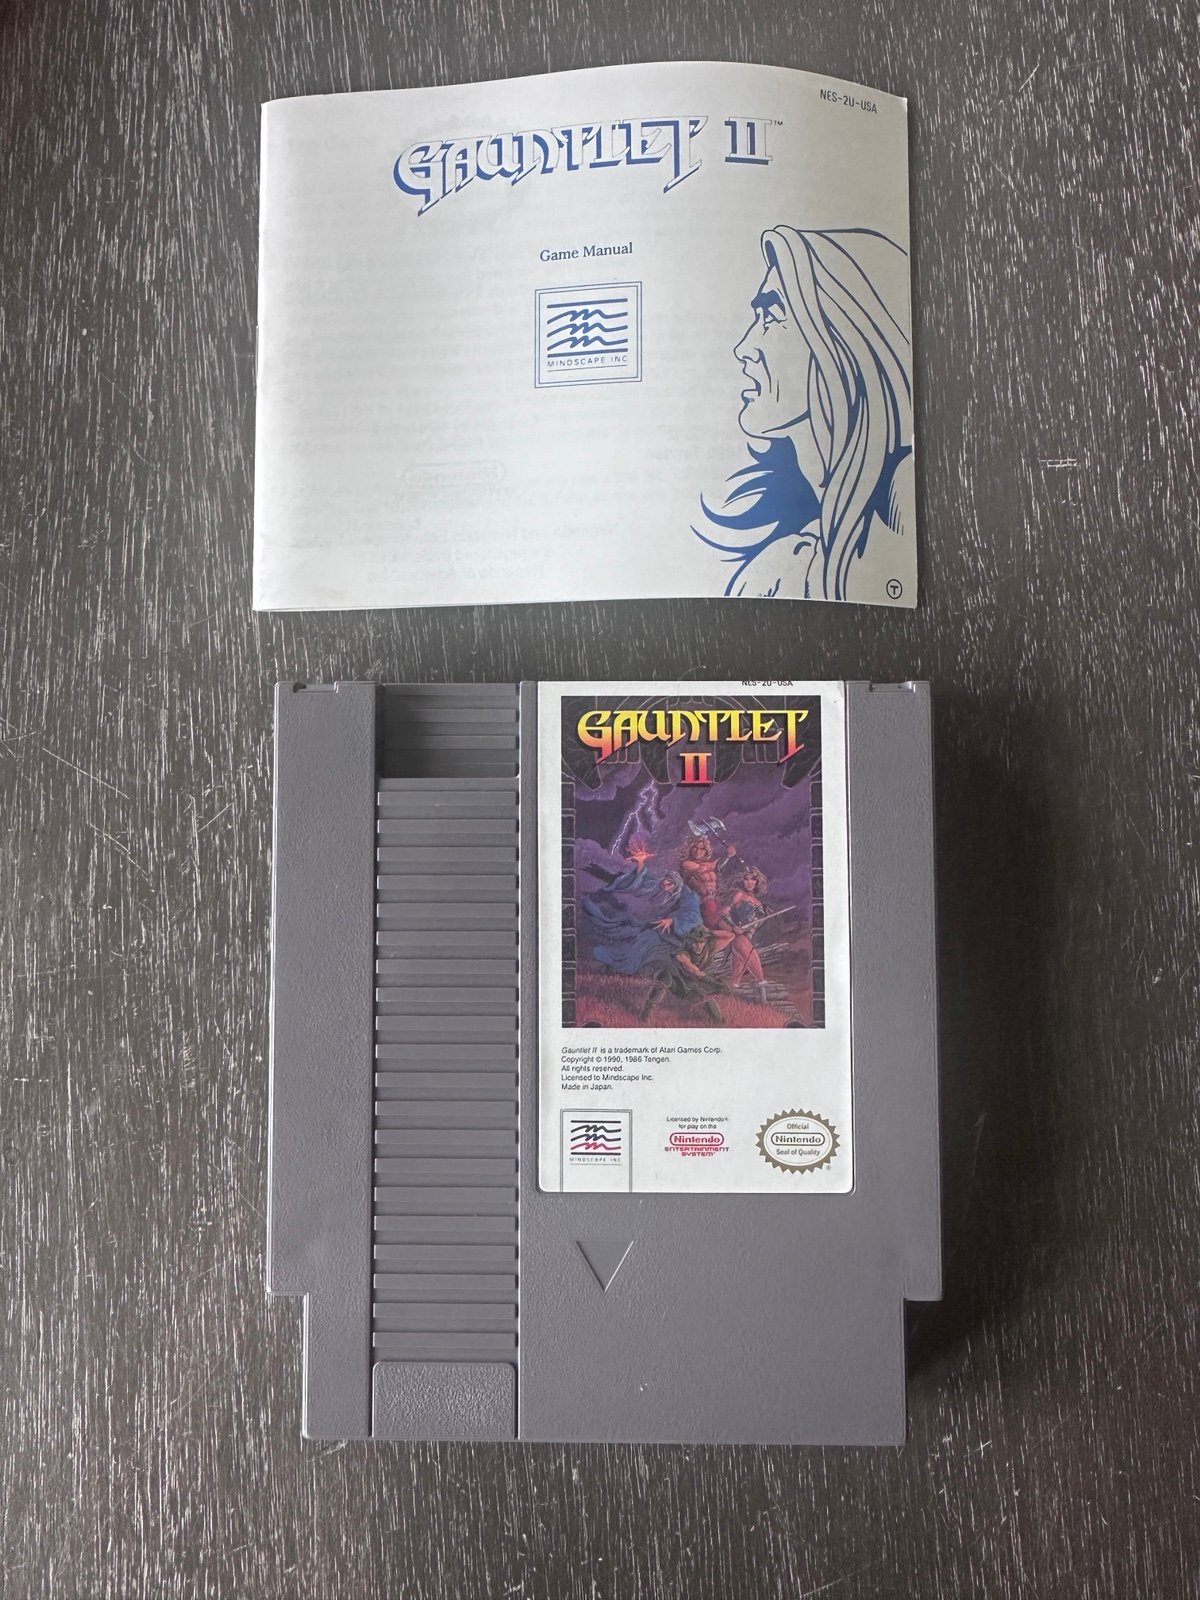 NES-2U-USA
GAUNTLET II™
Game Manual
MINDSCAPE INC
T
NES-2U-USA
GAUNTLET
II
Gauntlet II is a trademark of Atari Games Corp.
Copyright © 1990, 1986 Tengen.
All rights reserved.
Licensed to Mindscape Inc.
Made in Japan.
MINDSCAPE INC
Licensed by Nintendo®
for play on the
Nintendo
ENTERTAINMENT
SYSTEM
Official
Nintendo
Seal of Quality